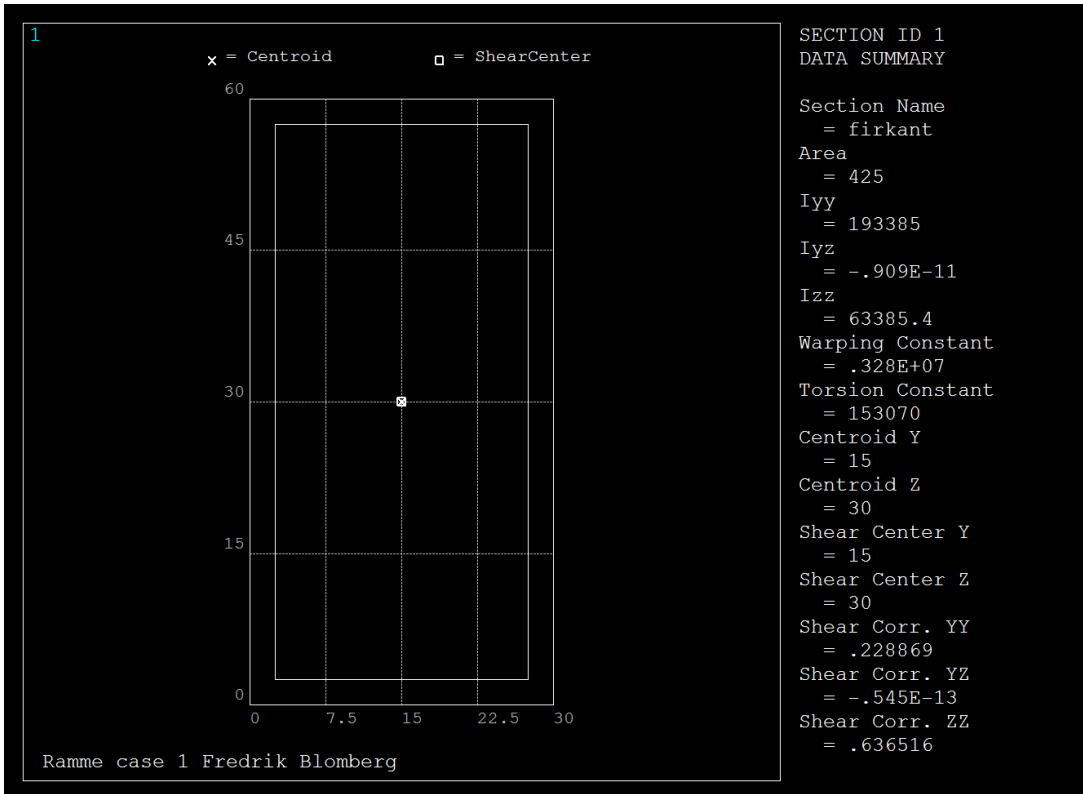 1
× = Centroid
□ = ShearCenter
60
45
30
15
0
0 7.5 15 22.5 30
Ramme case 1 Fredrik Blomberg
SECTION ID 1
DATA SUMMARY
Section Name
= firkant
Area
= 425
Iyy
= 193385
Iyz
= -.909E-11
Izz
= 63385.4
Warping Constant
= .328E+07
Torsion Constant
= 153070
Centroid Y
= 15
Centroid Z
= 30
Shear Center Y
= 15
Shear Center Z
= 30
Shear Corr. YY
= .228869
Shear Corr. YZ
= -.545E-13
Shear Corr. ZZ
= .636516